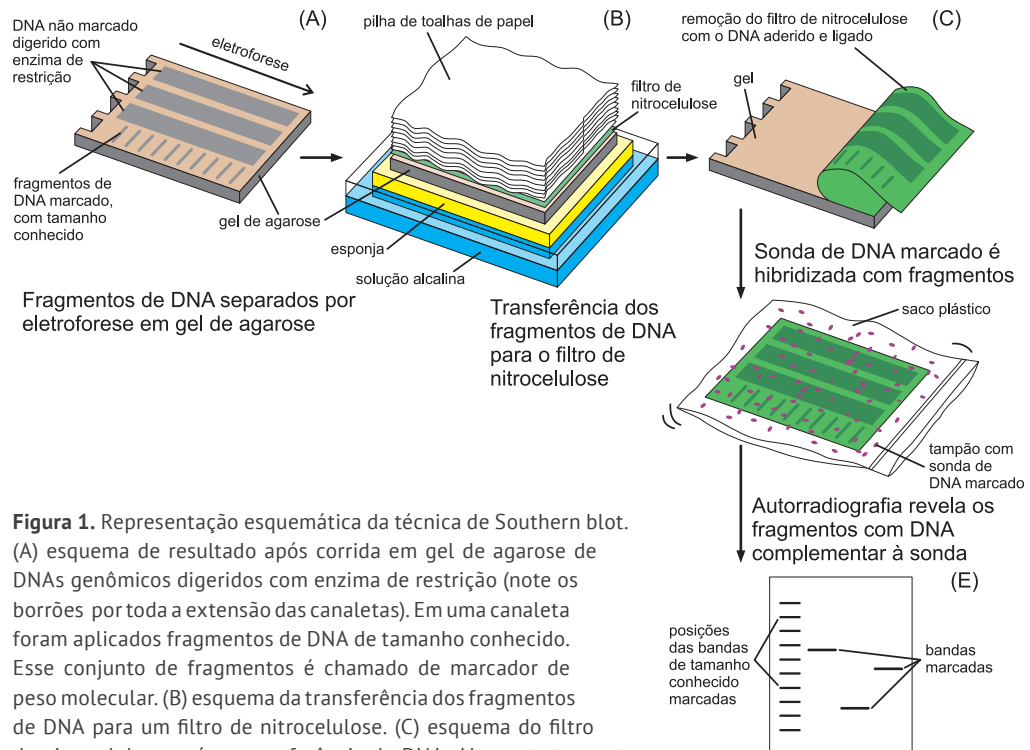 (A)
DNA não marcado
digerido com
enzima de
restrição
eletroforese
fragmentos de
DNA marcado,
com tamanho
conhecido
gel de agarose
Fragmentos de DNA separados por
eletroforese em gel de agarose
(B)
pilha de toalhas de papel
filtro de
nitrocelulose
esponja
solução alcalina
Transferência dos
fragmentos de DNA
para o filtro de
nitrocelulose
(C)
remoção do filtro de nitrocelulose
com o DNA aderido e ligado
gel
Sonda de DNA marcado é
hibridizada com fragmentos
saco plástico
tampão com
sonda de
DNA marcado
Autorradiografia revela os
fragmentos com DNA
complementar à sonda
(E)
posições
das bandas
de tamanho
conhecido
marcadas
bandas
marcadas
Figura 1. Representação esquemática da técnica de Southern blot.
(A) esquema de resultado após corrida em gel de agarose de
DNAs genômicos digeridos com enzima de restrição (note os
borrões por toda a extensão das canaletas). Em uma canaleta
foram aplicados fragmentos de DNA de tamanho conhecido.
Esse conjunto de fragmentos é chamado de marcador de
peso molecular. (B) esquema da transferência dos fragmentos
de DNA para um filtro de nitrocelulose. (C) esquema do filtro